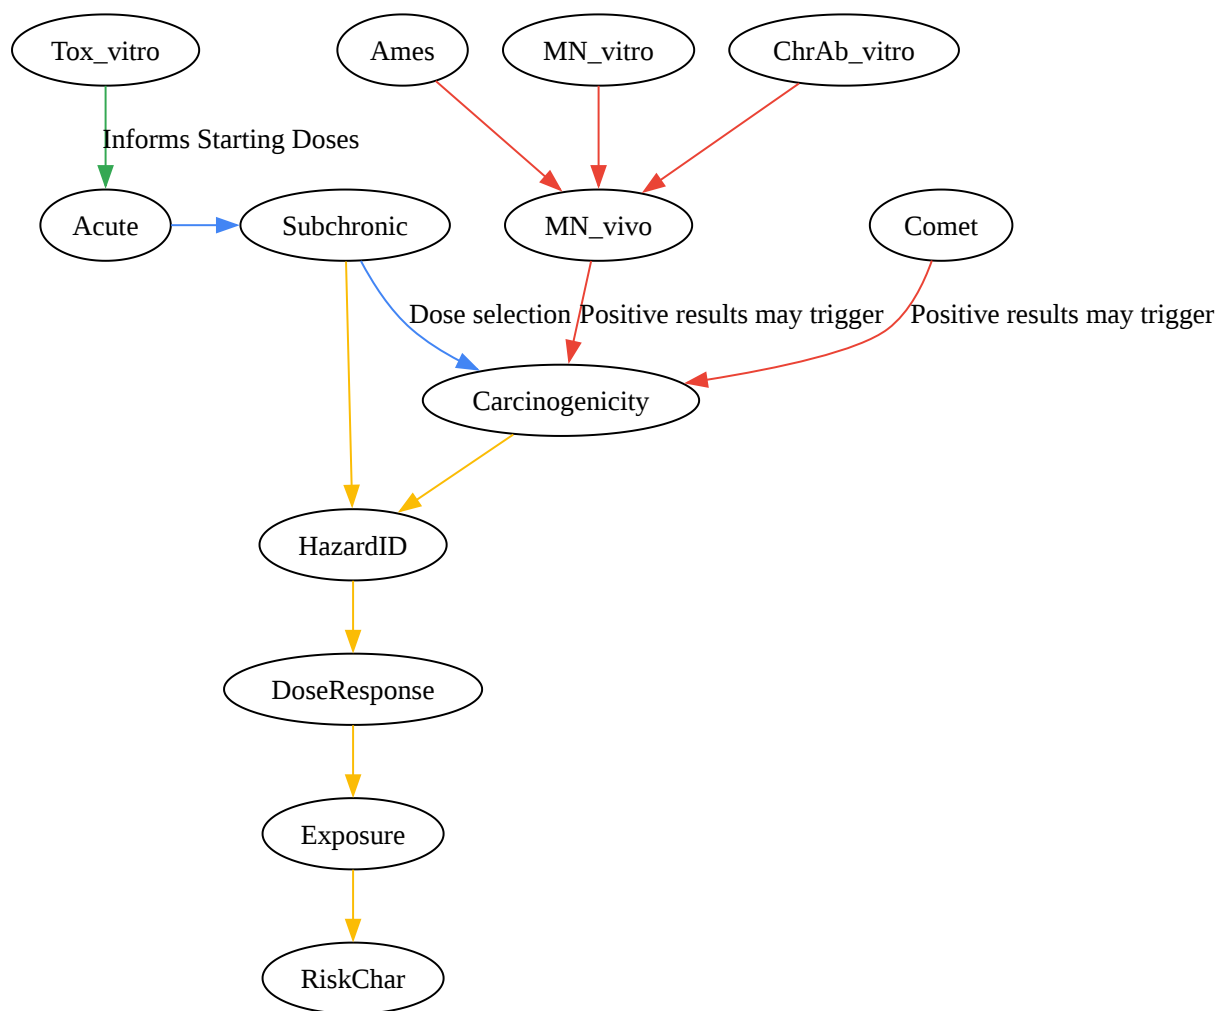 Tox_vitro
Ames
MN_vitro
ChrAb_vitro
Informs Starting Doses
Acute
Subchronic
MN_vivo
Comet
Dose selection
Positive results may trigger
Positive results may trigger
Carcinogenicity
HazardID
DoseResponse
Exposure
RiskChar